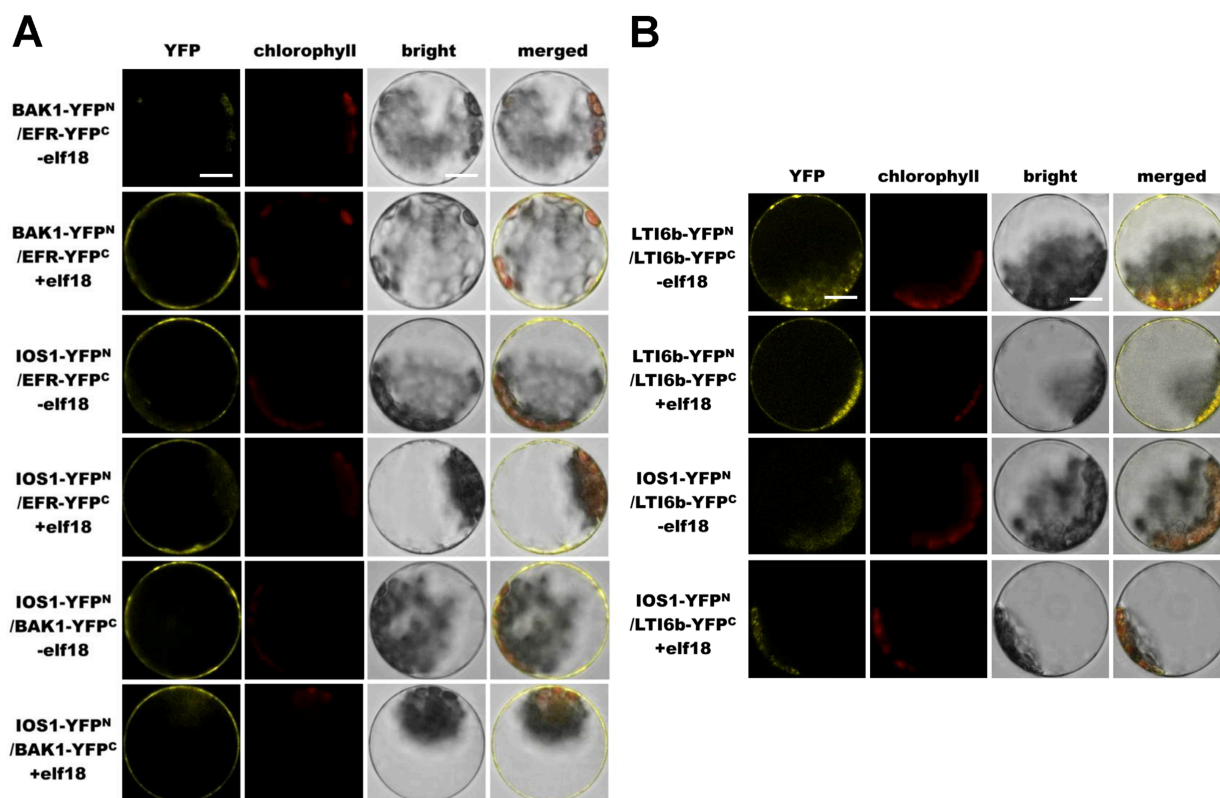 A
YFP chlorophyll bright merged
BAK1-YFPᴺ
/EFR-YFPᶜ
-elf18
BAK1-YFPᴺ
/EFR-YFPᶜ
+elf18
IOS1-YFPᴺ
/EFR-YFPᶜ
-elf18
IOS1-YFPᴺ
/EFR-YFPᶜ
+elf18
IOS1-YFPᴺ
/BAK1-YFPᶜ
-elf18
IOS1-YFPᴺ
/BAK1-YFPᶜ
+elf18
B
YFP chlorophyll bright merged
LTI6b-YFPᴺ
/LTI6b-YFPᶜ
-elf18
LTI6b-YFPᴺ
/LTI6b-YFPᶜ
+elf18
IOS1-YFPᴺ
/LTI6b-YFPᶜ
-elf18
IOS1-YFPᴺ
/LTI6b-YFPᶜ
+elf18